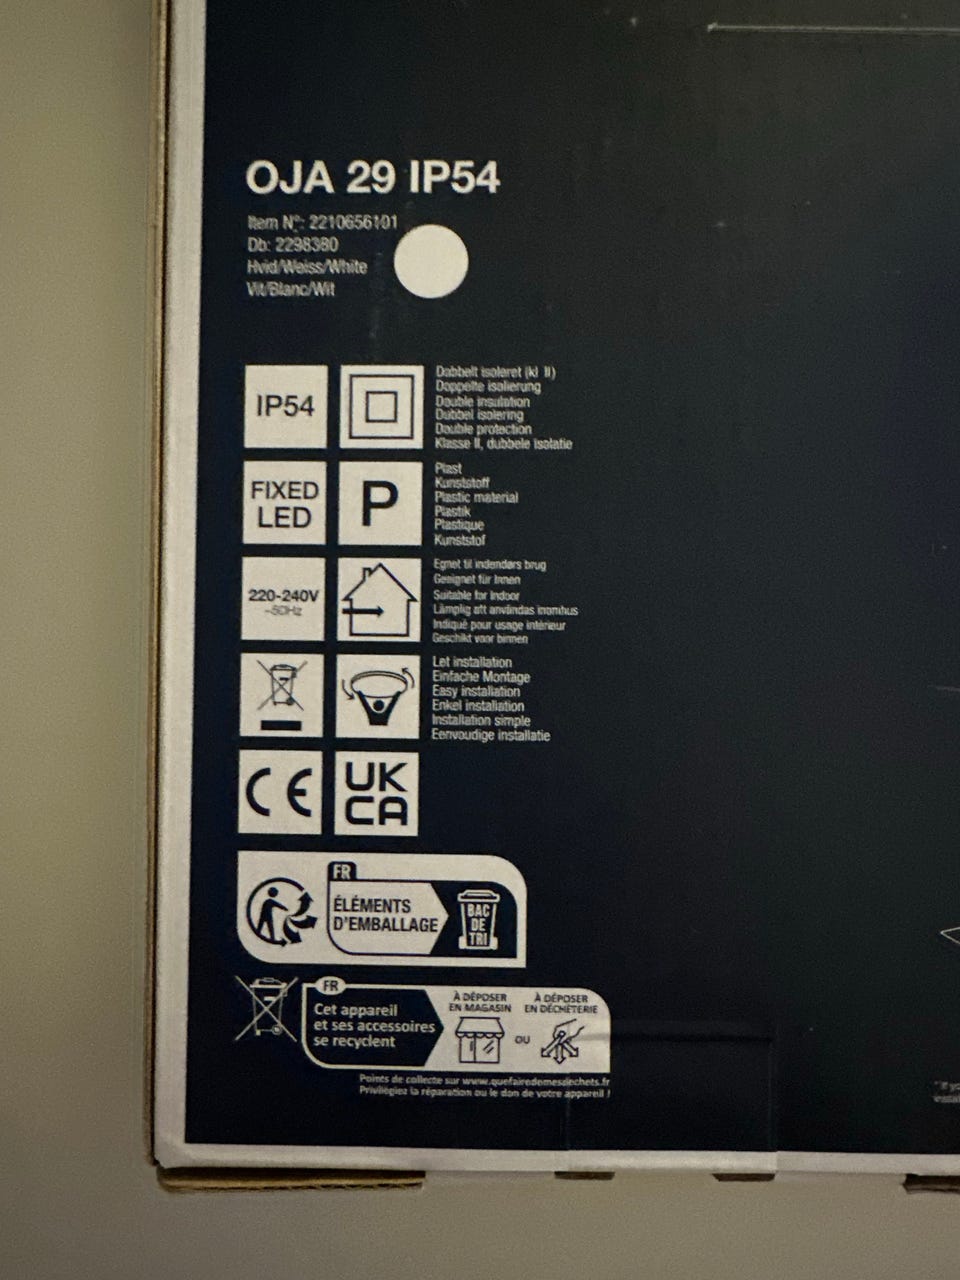 OJA 29 IP54
Item Nº: 2210656101
Db: 2298380
Hvid/Weiss/White
Vit/Blanc/Wit
IP54
Dabbelt isoleret (kl II)
Doppelte isolierung
Double insulation
Dubbel isolering
Double protection
Klasse II, dubbele isolatie
FIXED
LED
P
Plast
Kunststoff
Plastic material
Plastik
Plastique
Kunststof
220-240V
~50Hz
Egnet til indendørs brug
Geeignet für Innen
Suitable for Indoor
Lämplig att användas inomhus
Indiqué pour usage intérieur
Geschikt voor binnen
Let installation
Einfache Montage
Easy installation
Enkel installation
Installation simple
Eenvoudige installatie
CE
UK
CA
FR
ÉLÉMENTS
D'EMBALLAGE
BAC
DE
TRI
FR
Cet appareil
et ses accessoires
se recyclent
À DÉPOSER
EN MAGASIN
OU
À DÉPOSER
EN DÉCHÈTERIE
Points de collecte sur www.quefairedemesdechets.fr
Privilégiez la réparation ou le don de votre appareil !